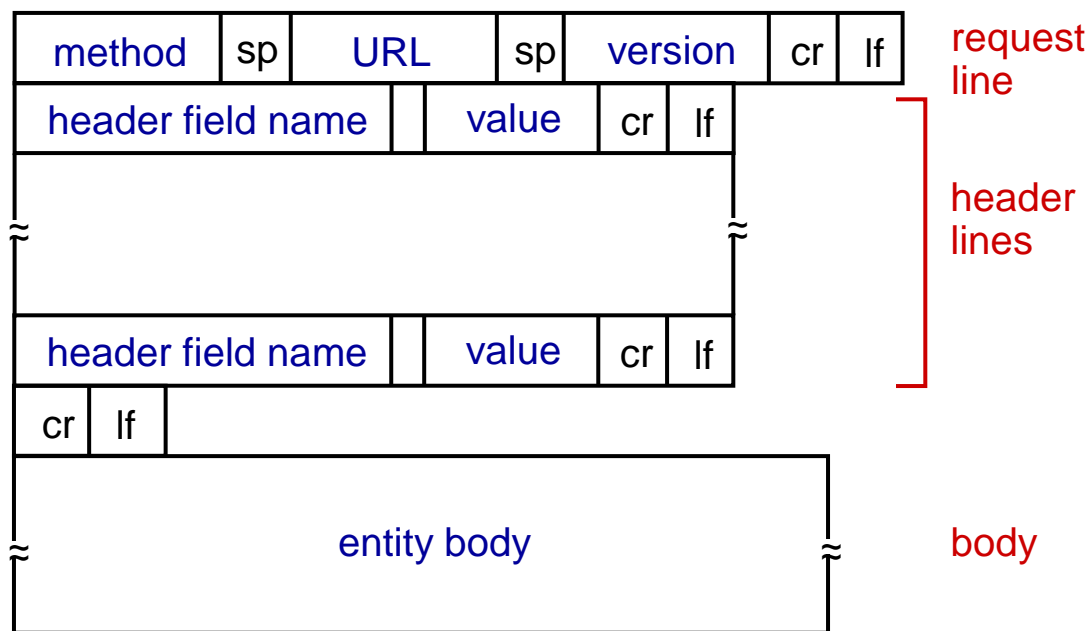 method sp URL sp version cr lf request
line
header field name value cr lf
header
lines
header field name value cr lf
cr lf
entity body body